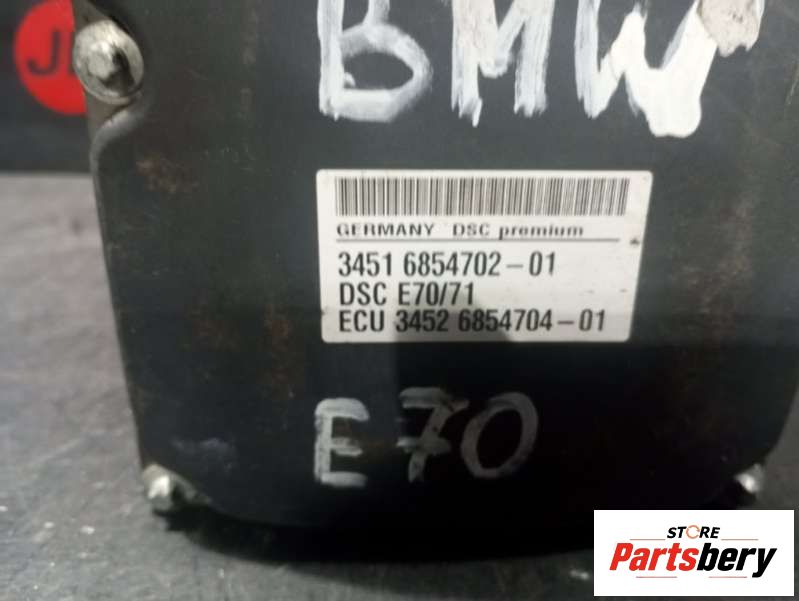 BMW
GERMANY DSC premium
3451 6854702-01
DSC E70/71
ECU 3452 6854704-01
E70
STORE
Partsbery